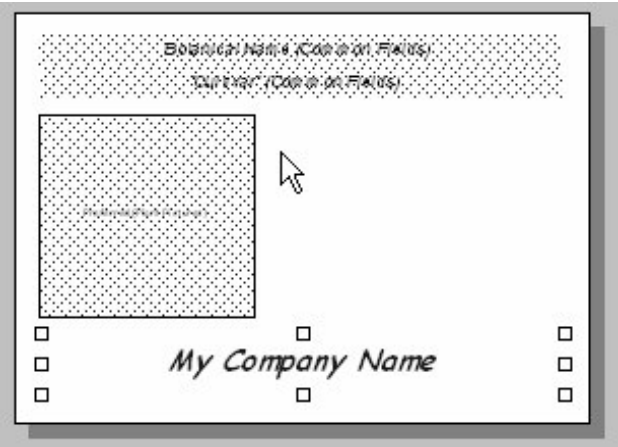 Botanical Name (Common Fields)
"Cultivar" (Common Fields)
My Company Name